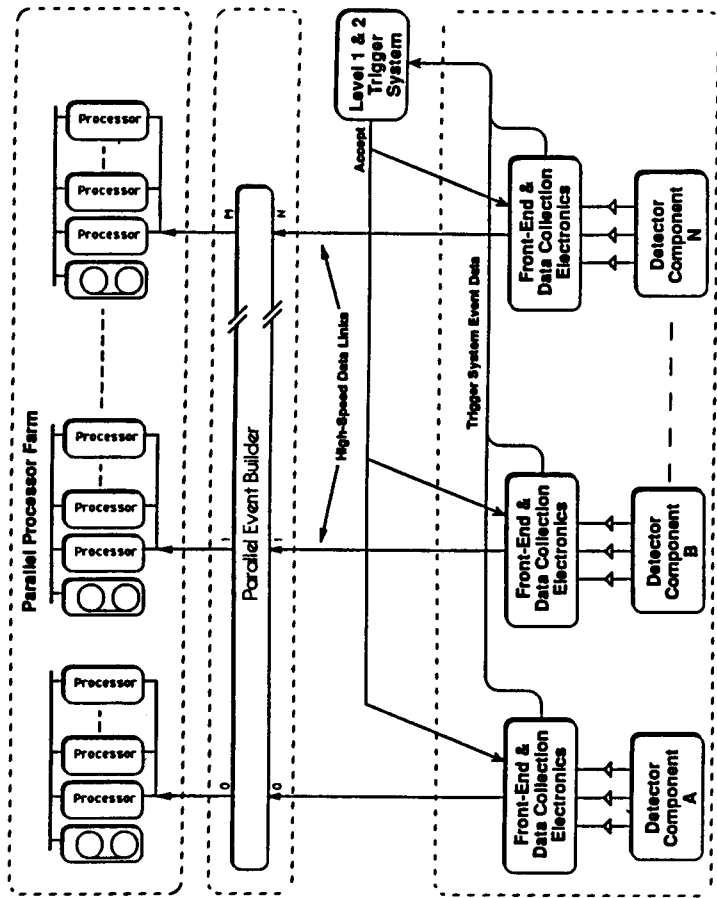 Parallel Processor Farm
Processor
Processor
Processor
Processor
Processor
Processor
Processor
Processor
Processor
0
1
M
Parallel Event Builder
0
1
N
High-Speed Data Links
Level 1 & 2
Trigger
System
Accept
Trigger System Event Data
Front-End &
Data Collection
Electronics
Front-End &
Data Collection
Electronics
Front-End &
Data Collection
Electronics
Detector
Component
A
Detector
Component
B
Detector
Component
N